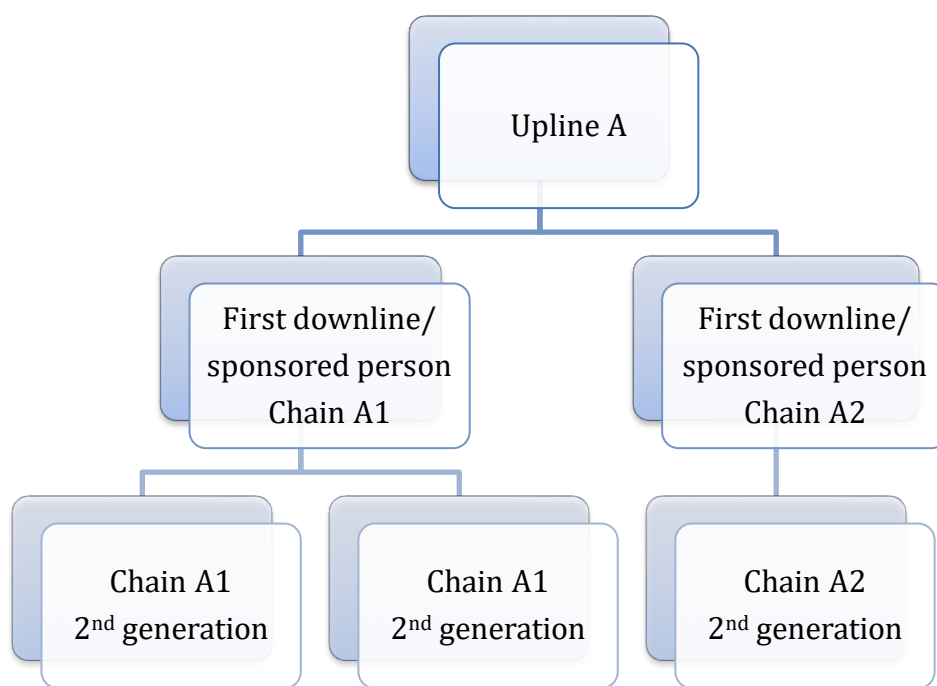 Upline A
First downline/
sponsored person
Chain A1
First downline/
sponsored person
Chain A2
Chain A1
2nd generation
Chain A1
2nd generation
Chain A2
2nd generation